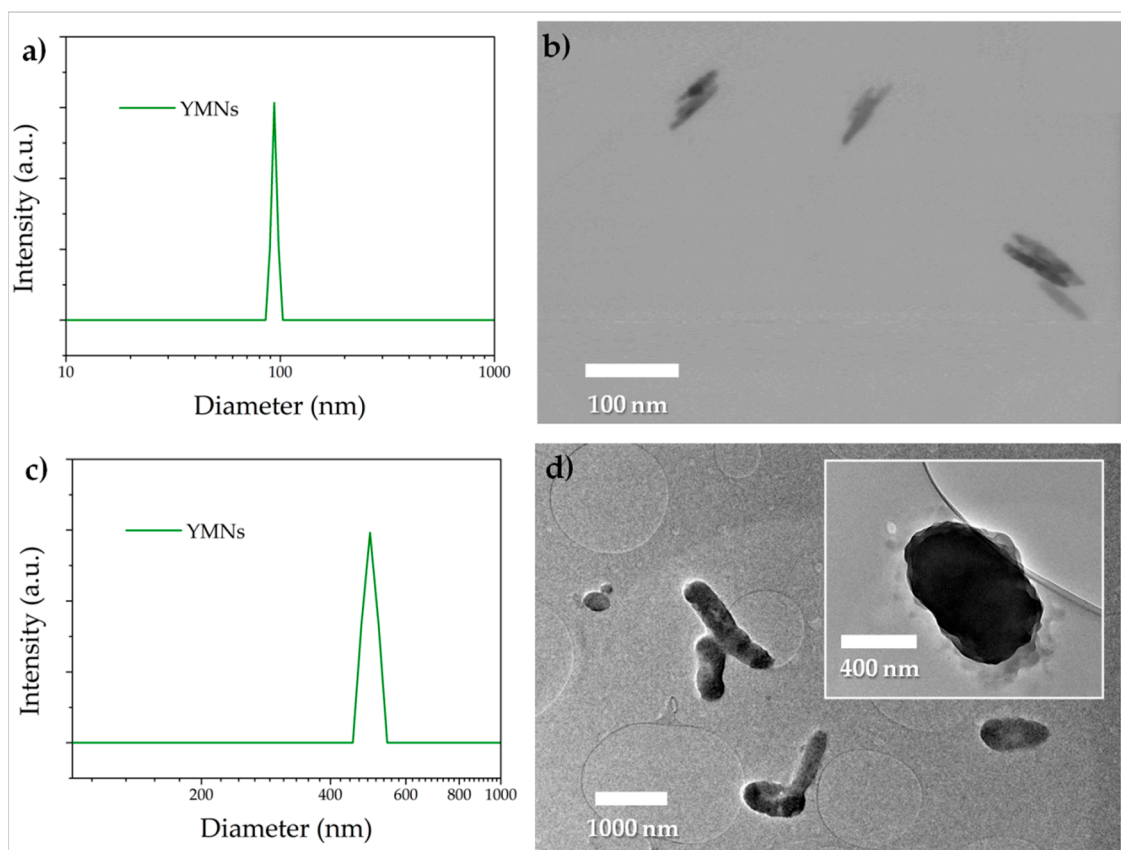 a)
YMNs
Intensity (a.u.)
10
100
1000
Diameter (nm)
b)
100 nm
c)
YMNs
Intensity (a.u.)
200
400
600
1000
Diameter (nm)
d)
400 nm
1000 nm